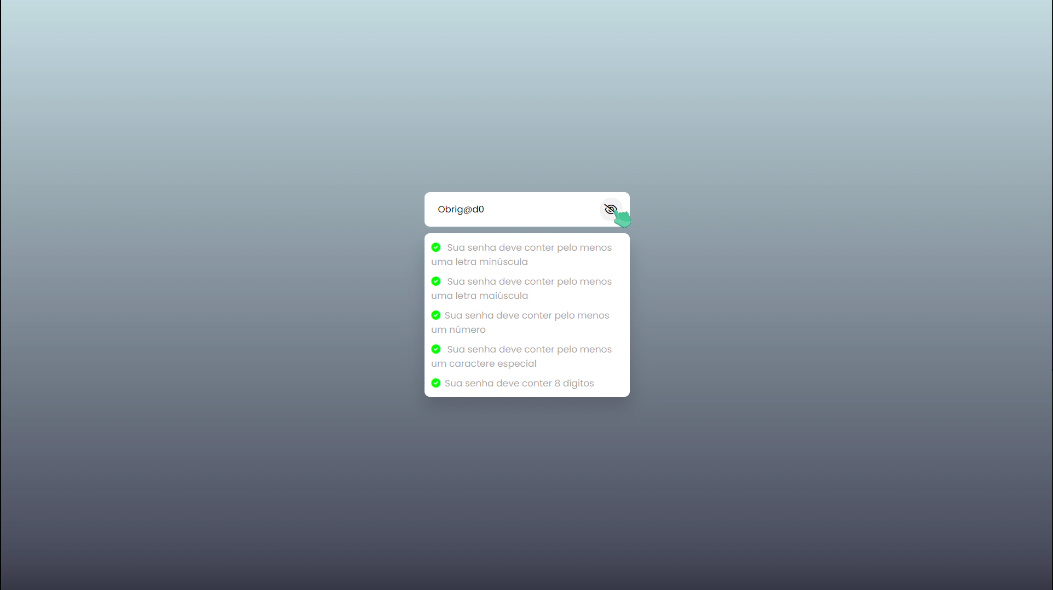 Obrig@d0
Sua senha deve conter pelo menos
uma letra minúscula
Sua senha deve conter pelo menos
uma letra maiúscula
Sua senha deve conter pelo menos
um número
Sua senha deve conter pelo menos
um caractere especial
Sua senha deve conter 8 digitos